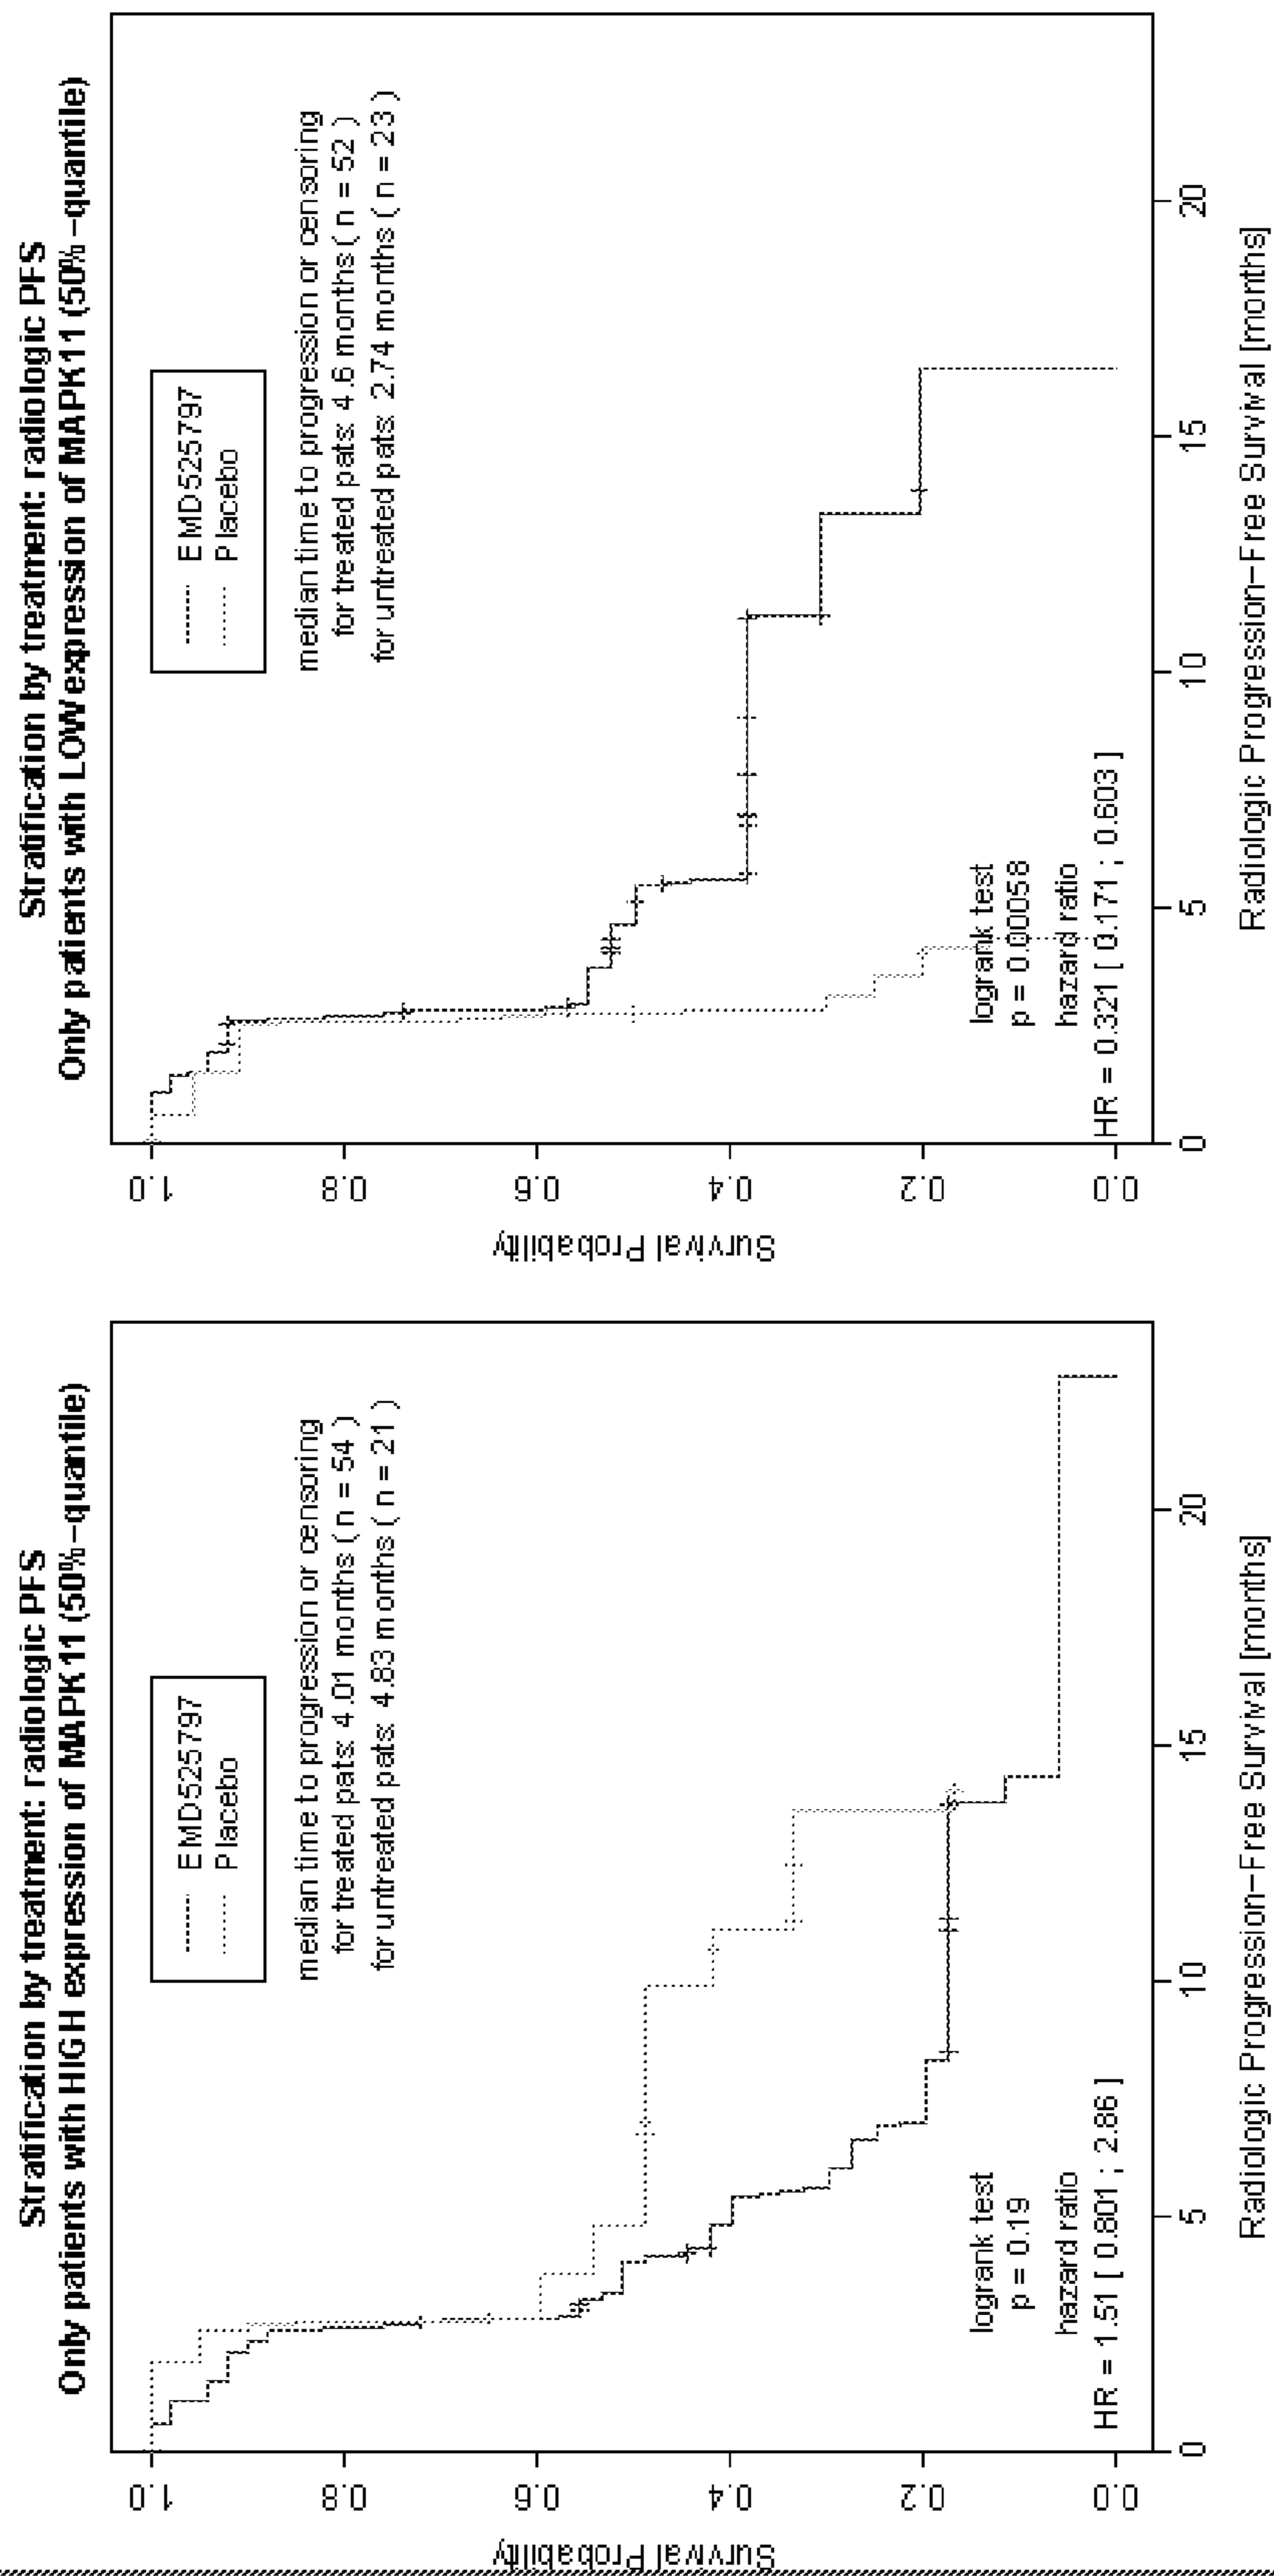 Stratification by treatment: radiologic PFS
Only patients with HIGH expression of MAPK11 (50%-quantile)
EMD525797
Placebo
median time to progression or censoring
for treated pats: 4.01 months ( n = 54 )
for untreated pats: 4.83 months ( n = 21 )
logrank test
p = 0.19
hazard ratio
HR = 1.51 [ 0.801 ; 2.86 ]
Survival Probability
1.0
0.8
0.6
0.4
0.2
0.0
0 5 10 15 20
Radiologic Progression-Free Survival [months]
Stratification by treatment: radiologic PFS
Only patients with LOW expression of MAPK11 (50%-quantile)
EMD525797
Placebo
median time to progression or censoring
for treated pats: 4.6 months ( n = 52 )
for untreated pats: 2.74 months ( n = 23 )
logrank test
p = 0.00058
hazard ratio
HR = 0.321 [ 0.171 ; 0.603 ]
Survival Probability
1.0
0.8
0.6
0.4
0.2
0.0
0 5 10 15 20
Radiologic Progression-Free Survival [months]